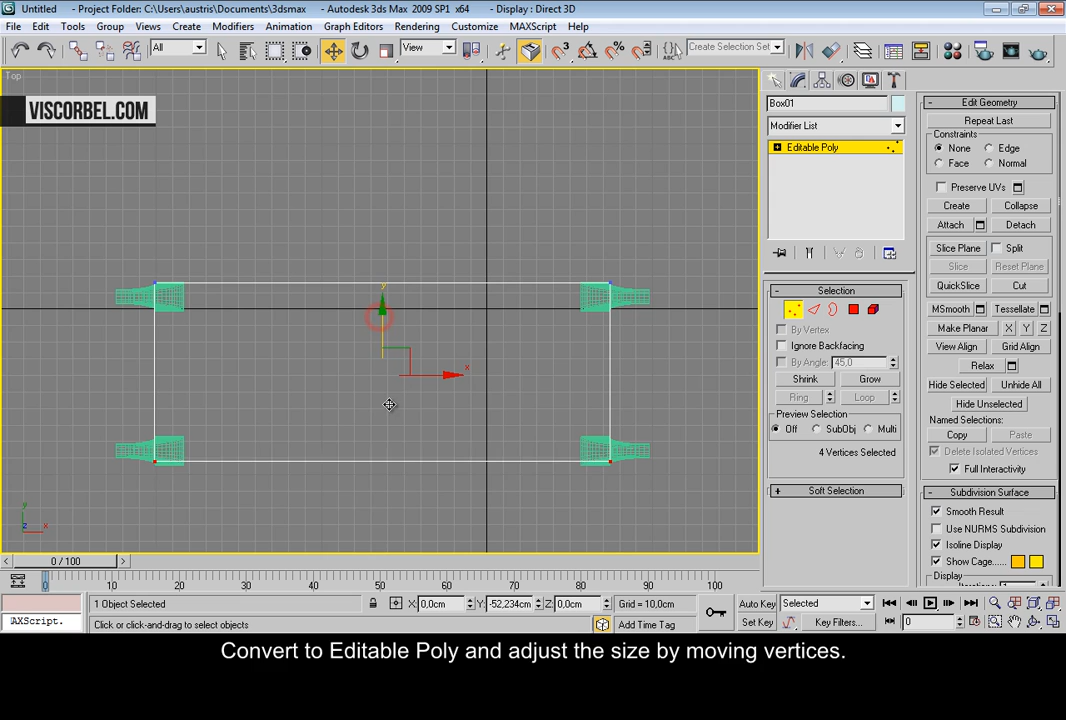 Untitled - Project Folder: C:\Users\austris\Documents\3dsmax - Autodesk 3ds Max 2009 SP1 x64 - Display : Direct 3D
File Edit Tools Group Views Create Modifiers Animation Graph Editors Rendering Customize MAXScript Help
All View Create Selection Set
Top
VISCORBEL.COM
Box01
Modifier List
Editable Poly
Selection
By Vertex
Ignore Backfacing
By Angle: 45,0
Shrink Grow
Ring Loop
Preview Selection
Off SubObj Multi
4 Vertices Selected
Soft Selection
Edit Geometry
Repeat Last
Constraints
None Edge
Face Normal
Preserve UVs
Create Collapse
Attach Detach
Slice Plane Split
Slice Reset Plane
QuickSlice Cut
MSmooth Tessellate
Make Planar X Y Z
View Align Grid Align
Relax
Hide Selected Unhide All
Hide Unselected
Named Selections:
Copy Paste
Delete Isolated Vertices
Full Interactivity
Subdivision Surface
Smooth Result
Use NURMS Subdivision
Isoline Display
Show Cage......
Display
y
x
y
z x
0 / 100
0 10 20 30 40 50 60 70 80 90 100
1 Object Selected X: 0,0cm Y: -52,234cm Z: 0,0cm Grid = 10,0cm Auto Key Selected
AXScript. Click or click-and-drag to select objects Add Time Tag Set Key Key Filters... 0
Convert to Editable Poly and adjust the size by moving vertices.